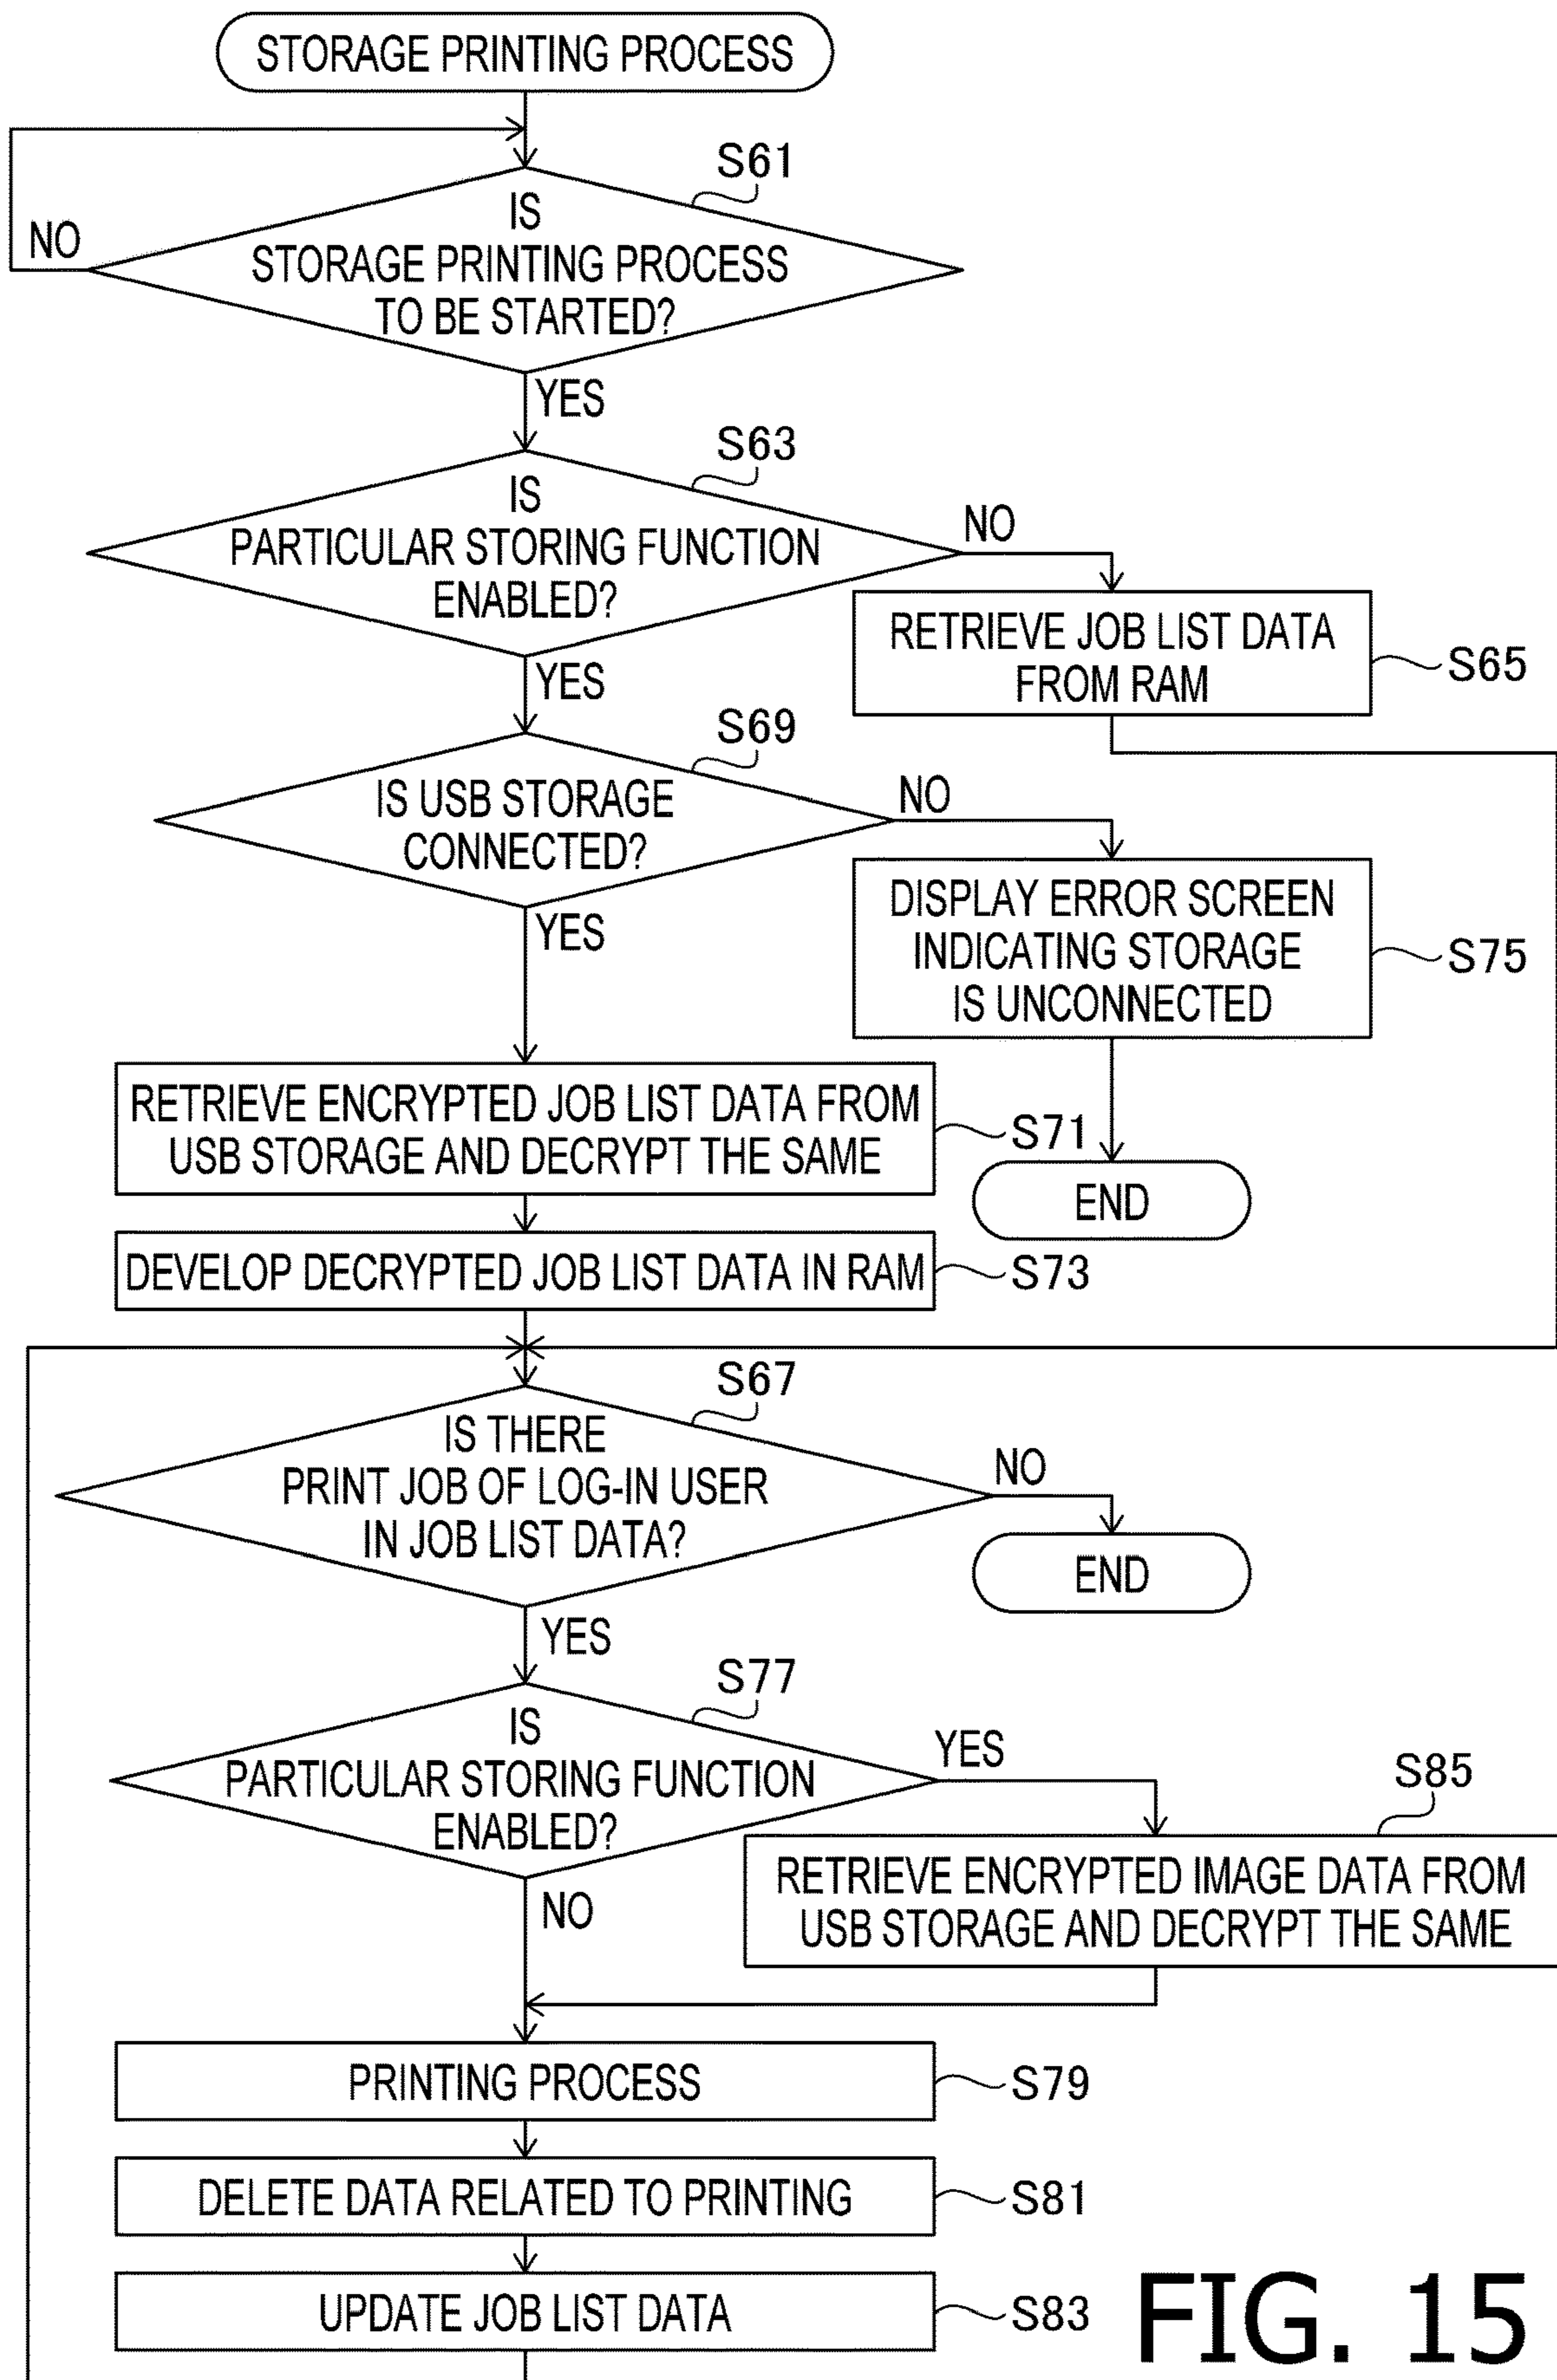 STORAGE PRINTING PROCESS
S61
IS
STORAGE PRINTING PROCESS
TO BE STARTED?
NO
YES
S63
IS
PARTICULAR STORING FUNCTION
ENABLED?
NO
YES
RETRIEVE JOB LIST DATA
FROM RAM
S65
S69
IS USB STORAGE
CONNECTED?
NO
YES
DISPLAY ERROR SCREEN
INDICATING STORAGE
IS UNCONNECTED
S75
END
RETRIEVE ENCRYPTED JOB LIST DATA FROM
USB STORAGE AND DECRYPT THE SAME
S71
DEVELOP DECRYPTED JOB LIST DATA IN RAM
S73
S67
IS THERE
PRINT JOB OF LOG-IN USER
IN JOB LIST DATA?
NO
END
YES
S77
IS
PARTICULAR STORING FUNCTION
ENABLED?
YES
NO
S85
RETRIEVE ENCRYPTED IMAGE DATA FROM
USB STORAGE AND DECRYPT THE SAME
PRINTING PROCESS
S79
DELETE DATA RELATED TO PRINTING
S81
UPDATE JOB LIST DATA
S83
FIG. 15